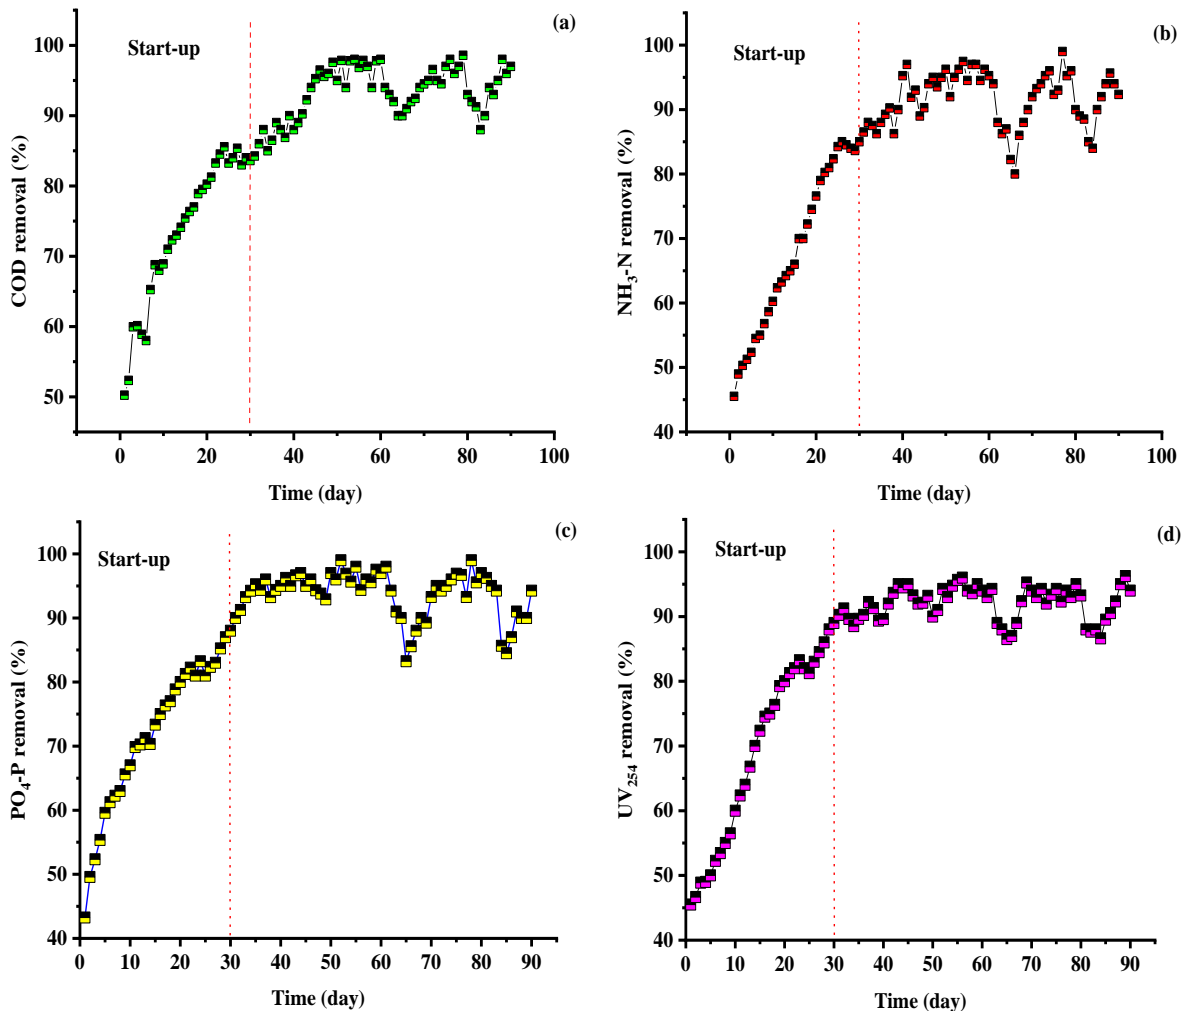 (a)
Start-up
100
90
80
70
60
50
COD removal (%)
0 20 40 60 80 100
Time (day)
(b)
Start-up
100
90
80
70
60
50
40
NH₃-N removal (%)
0 20 40 60 80 100
Time (day)
(c)
Start-up
100
90
80
70
60
50
40
PO₄-P removal (%)
0 10 20 30 40 50 60 70 80 90
Time (day)
(d)
Start-up
100
90
80
70
60
50
40
UV₂₅₄ removal (%)
0 10 20 30 40 50 60 70 80 90
Time (day)